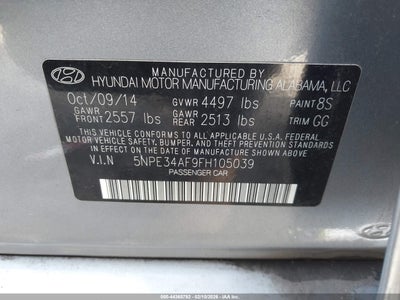 MANUFACTURED BY
HYUNDAI MOTOR MANUFACTURING ALABAMA, LLC
Oct/09/14 GVWR 4497 lbs PAINT 8S
GAWR FRONT 2557 lbs GAWR REAR 2513 lbs TRIM GG
THIS VEHICLE CONFORMS TO ALL APPLICABLE U.S. FEDERAL
MOTOR VEHICLE SAFETY, BUMPER, AND THEFT PREVENTION STANDARDS
IN EFFECT ON THE DATE OF MANUFACTURE SHOWN ABOVE.
V.I.N 5NPE34AF9FH105039
PASSENGER CAR